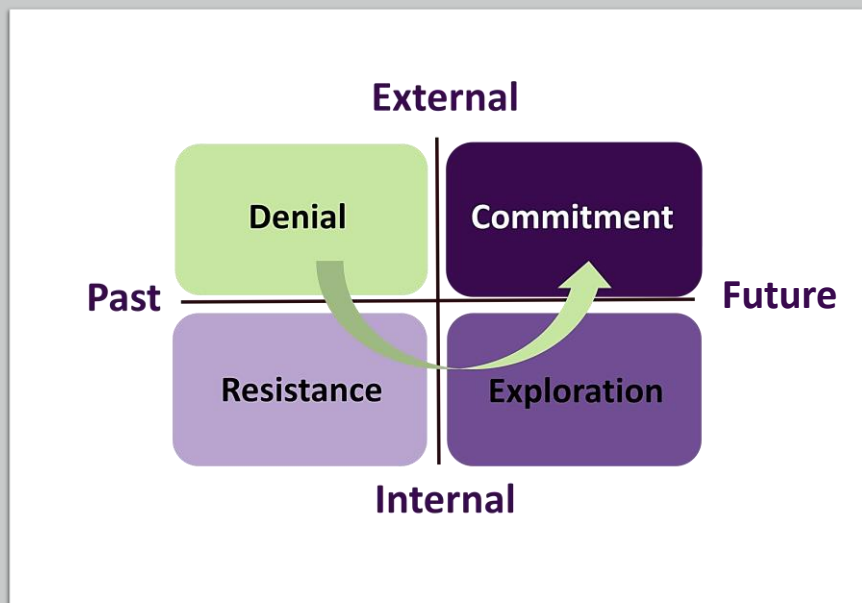 External
Denial
Commitment
Past
Future
Resistance
Exploration
Internal